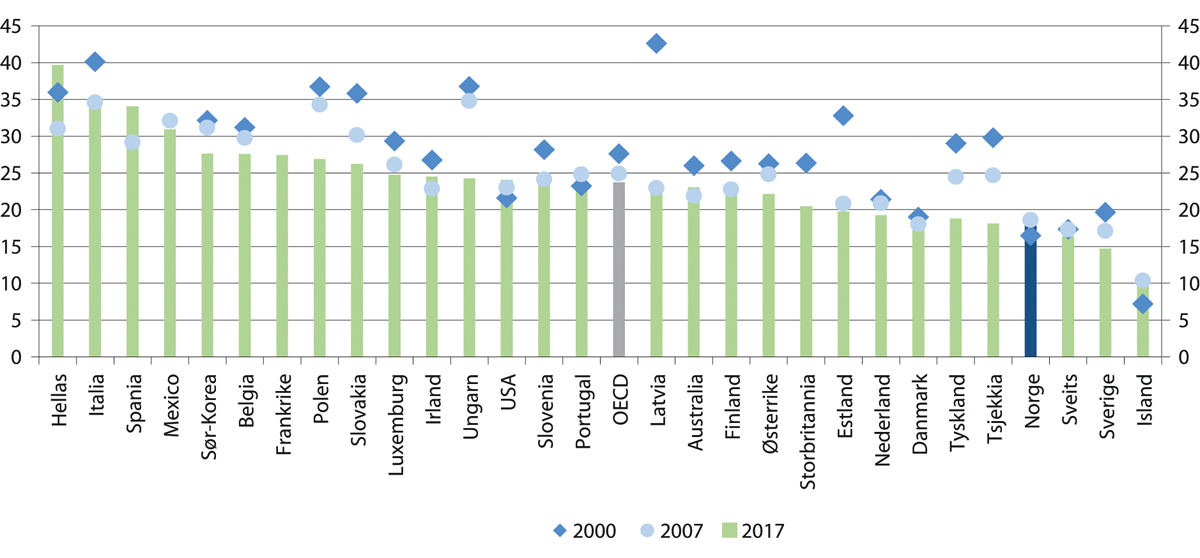 45 45
40 40
35 35
30 30
25 25
20 20
15 15
10 10
5 5
0 0
Hellas
Italia
Spania
Mexico
Sør-Korea
Belgia
Frankrike
Polen
Slovakia
Luxemburg
Irland
Ungarn
USA
Slovenia
Portugal
OECD
Latvia
Australia
Finland
Østerrike
Storbritannia
Estland
Nederland
Danmark
Tyskland
Tsjekkia
Norge
Sveits
Sverige
Island
2000 2007 2017